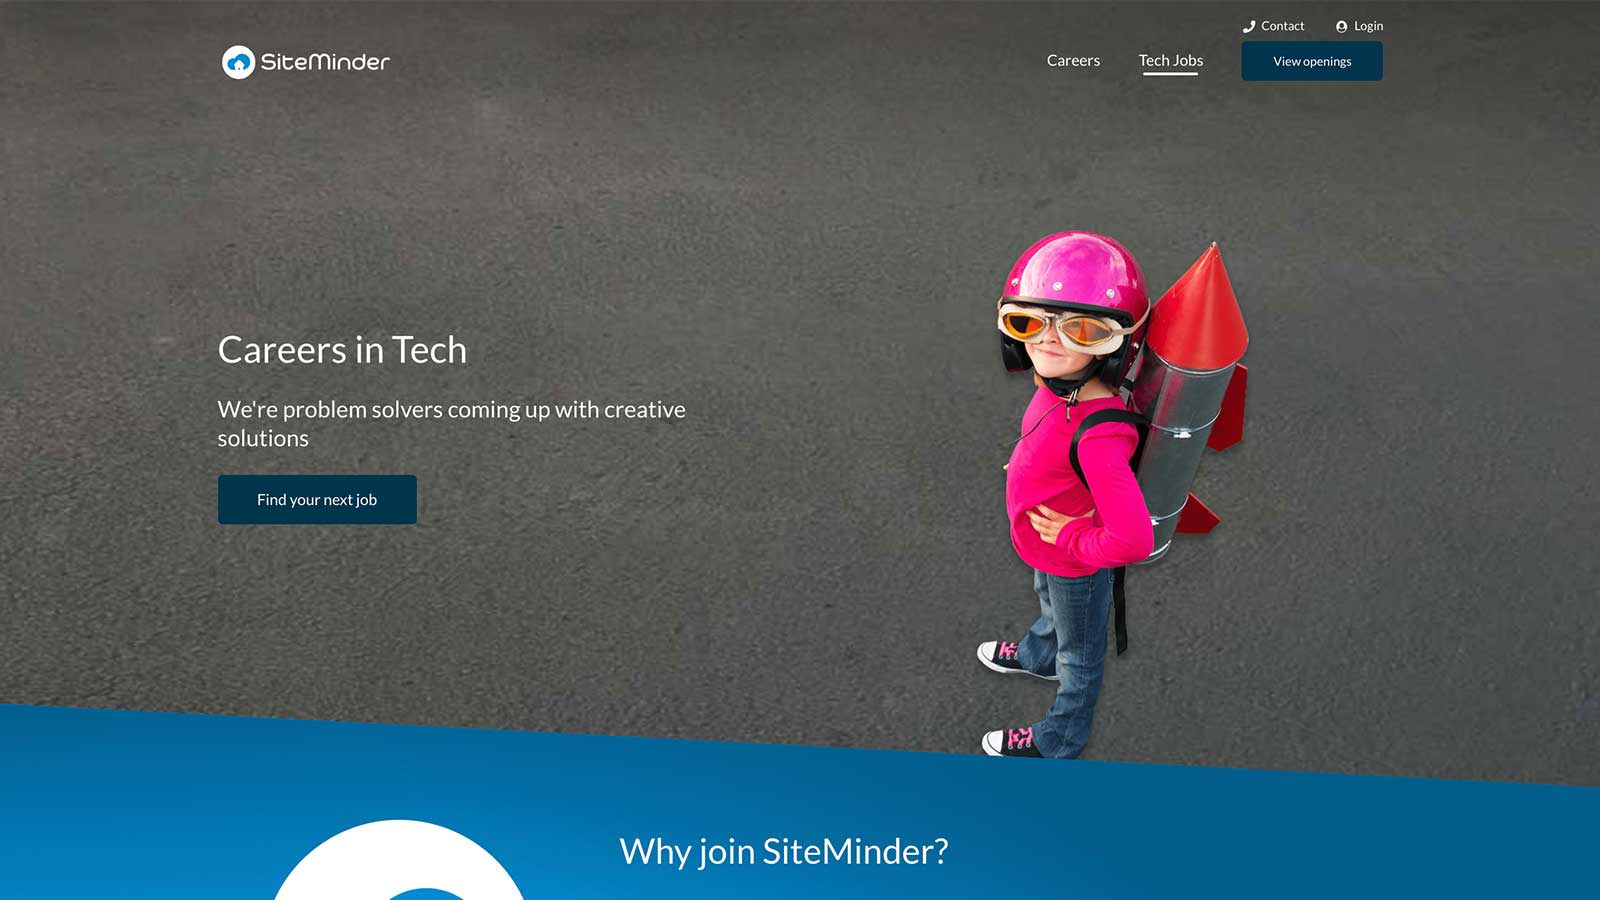 Contact
Login
SiteMinder
Careers
Tech Jobs
View openings
Careers in Tech
We're problem solvers coming up with creative
solutions
Find your next job
Why join SiteMinder?